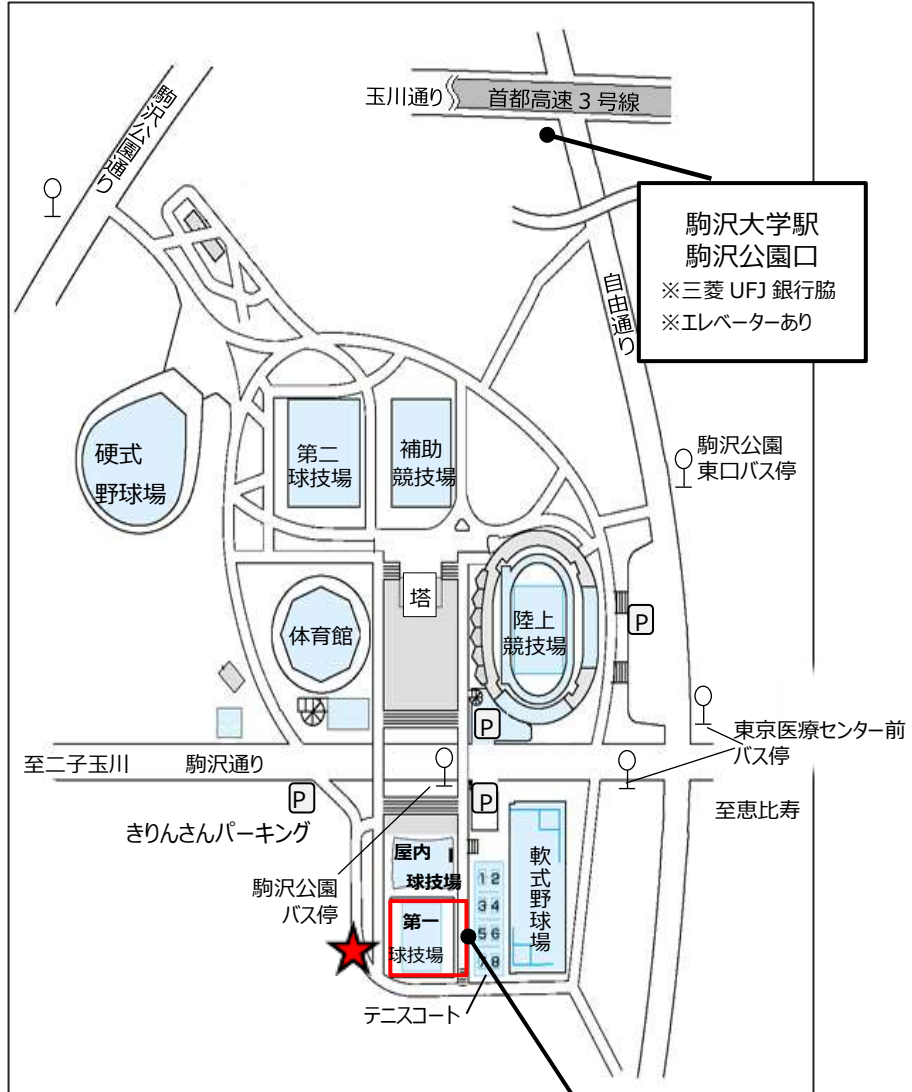 玉川通り
首都高速 3 号線
駒沢公園通り
駒沢大学駅
駒沢公園口
※三菱 UFJ 銀行脇
※エレベーターあり
自由通り
硬式
野球場
第二
球技場
補助
競技場
駒沢公園
東口バス停
塔
体育館
陸上
競技場
P
P
東京医療センター前
バス停
至二子玉川
駒沢通り
P
P
至恵比寿
きりんさんパーキング
屋内
球技場
軟式野球場
駒沢公園
バス停
1 2
3 4
5 6
7 8
第一
球技場
テニスコート